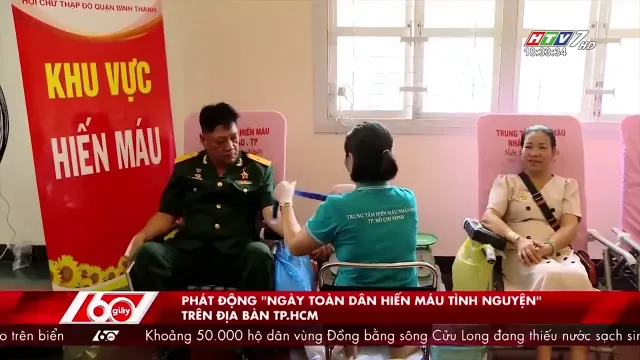 HỘI CHỮ THẬP ĐỎ QUẬN BÌNH THẠNH
KHU VỰC
HIẾN MÁU
HTV7 HD
18:33:34
TRUNG TÂM HIẾN MÁU
TRUNG TÂM HIẾN MÁU NHÂN ĐẠO
TP. HỒ CHÍ MINH
60 giây
PHÁT ĐỘNG "NGÀY TOÀN DÂN HIẾN MÁU TÌNH NGUYỆN"
TRÊN ĐỊA BÀN TP.HCM
o trên biển Khoảng 50.000 hộ dân vùng Đồng bằng sông Cửu Long đang thiếu nước sạch si